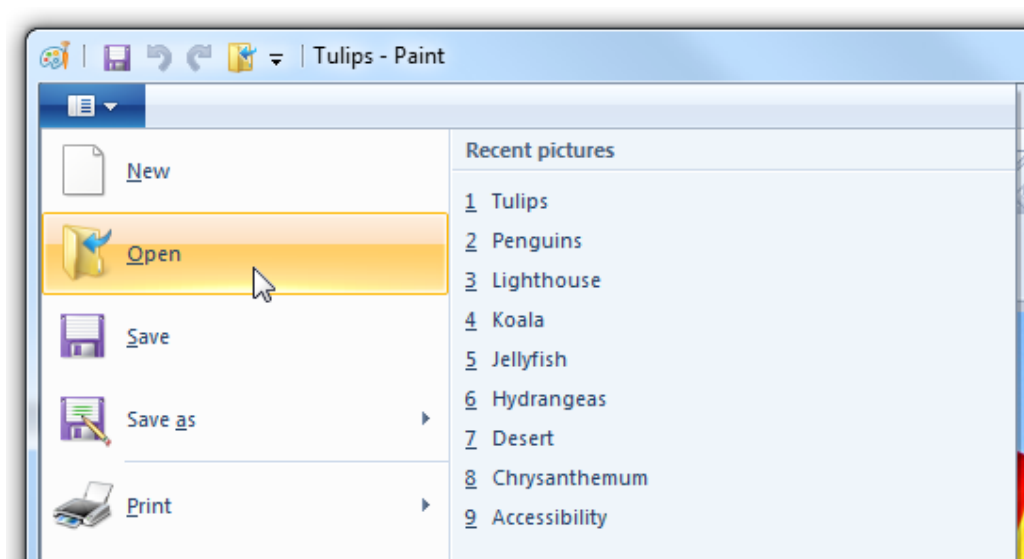 Tulips - Paint
New
Open
Save
Save as
Print
Recent pictures
1 Tulips
2 Penguins
3 Lighthouse
4 Koala
5 Jellyfish
6 Hydrangeas
7 Desert
8 Chrysanthemum
9 Accessibility